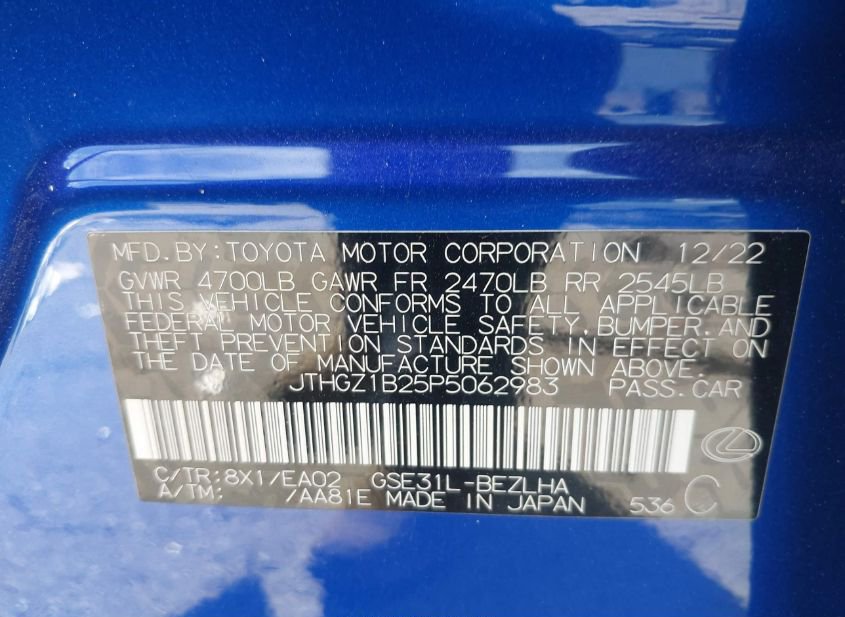 MFD.BY:TOYOTA MOTOR CORPORATION 12/22
GVWR 4700LB GAWR FR 2470LB RR 2545LB
THIS VEHICLE CONFORMS TO ALL APPLICABLE
FEDERAL MOTOR VEHICLE SAFETY,BUMPER,AND
THEFT PREVENTION STANDARDS IN EFFECT ON
THE DATE OF MANUFACTURE SHOWN ABOVE.
JTHGZ1B25P5062983 PASS.CAR
C/TR:8X1/EA02 GSE31L-BEZLHA
A/TM: /AA81E MADE IN JAPAN 536 C